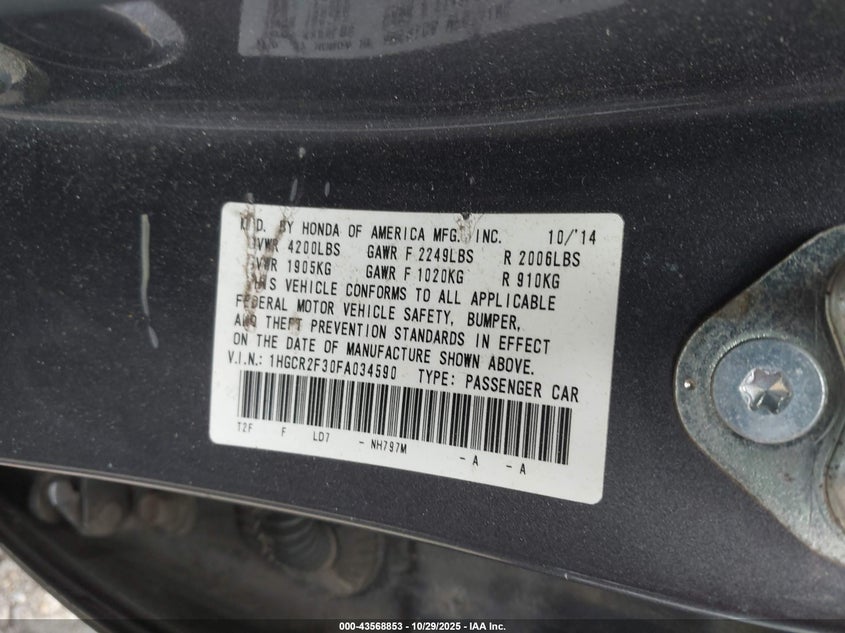 MFD. BY HONDA OF AMERICA MFG., INC. 10/'14
GVWR 4200LBS GAWR F 2249LBS R 2006LBS
GVWR 1905KG GAWR F 1020KG R 910KG
THIS VEHICLE CONFORMS TO ALL APPLICABLE
FEDERAL MOTOR VEHICLE SAFETY, BUMPER,
AND THEFT PREVENTION STANDARDS IN EFFECT
ON THE DATE OF MANUFACTURE SHOWN ABOVE.
V.I.N.: 1HGCR2F30FA034590 TYPE: PASSENGER CAR
T2F F LD7 - NH797M - A - A
000-43568853 | 10/29/2025 - IAA Inc.